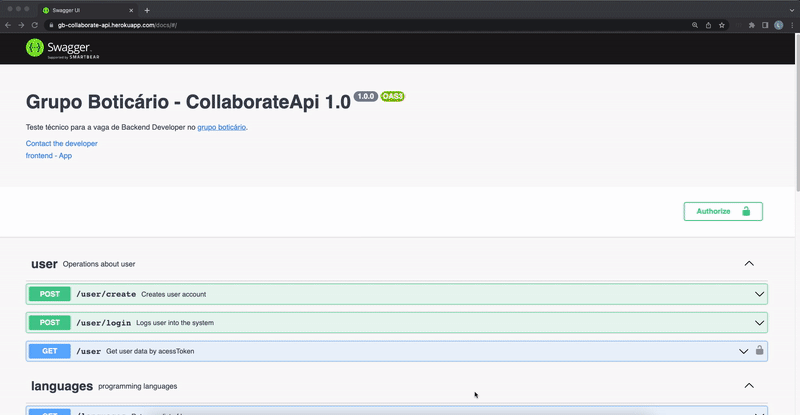 Swagger UI
gb-collaborate-api.herokuapp.com/docs/#/
Swagger.
Supported by SMARTBEAR
Grupo Boticário - CollaborateApi 1.0 1.0.0 OAS3
Teste técnico para a vaga de Backend Developer no grupo boticário.
Contact the developer
frontend - App
Authorize
user Operations about user
POST /user/create Creates user account
POST /user/login Logs user into the system
GET /user Get user data by acessToken
languages programming languages